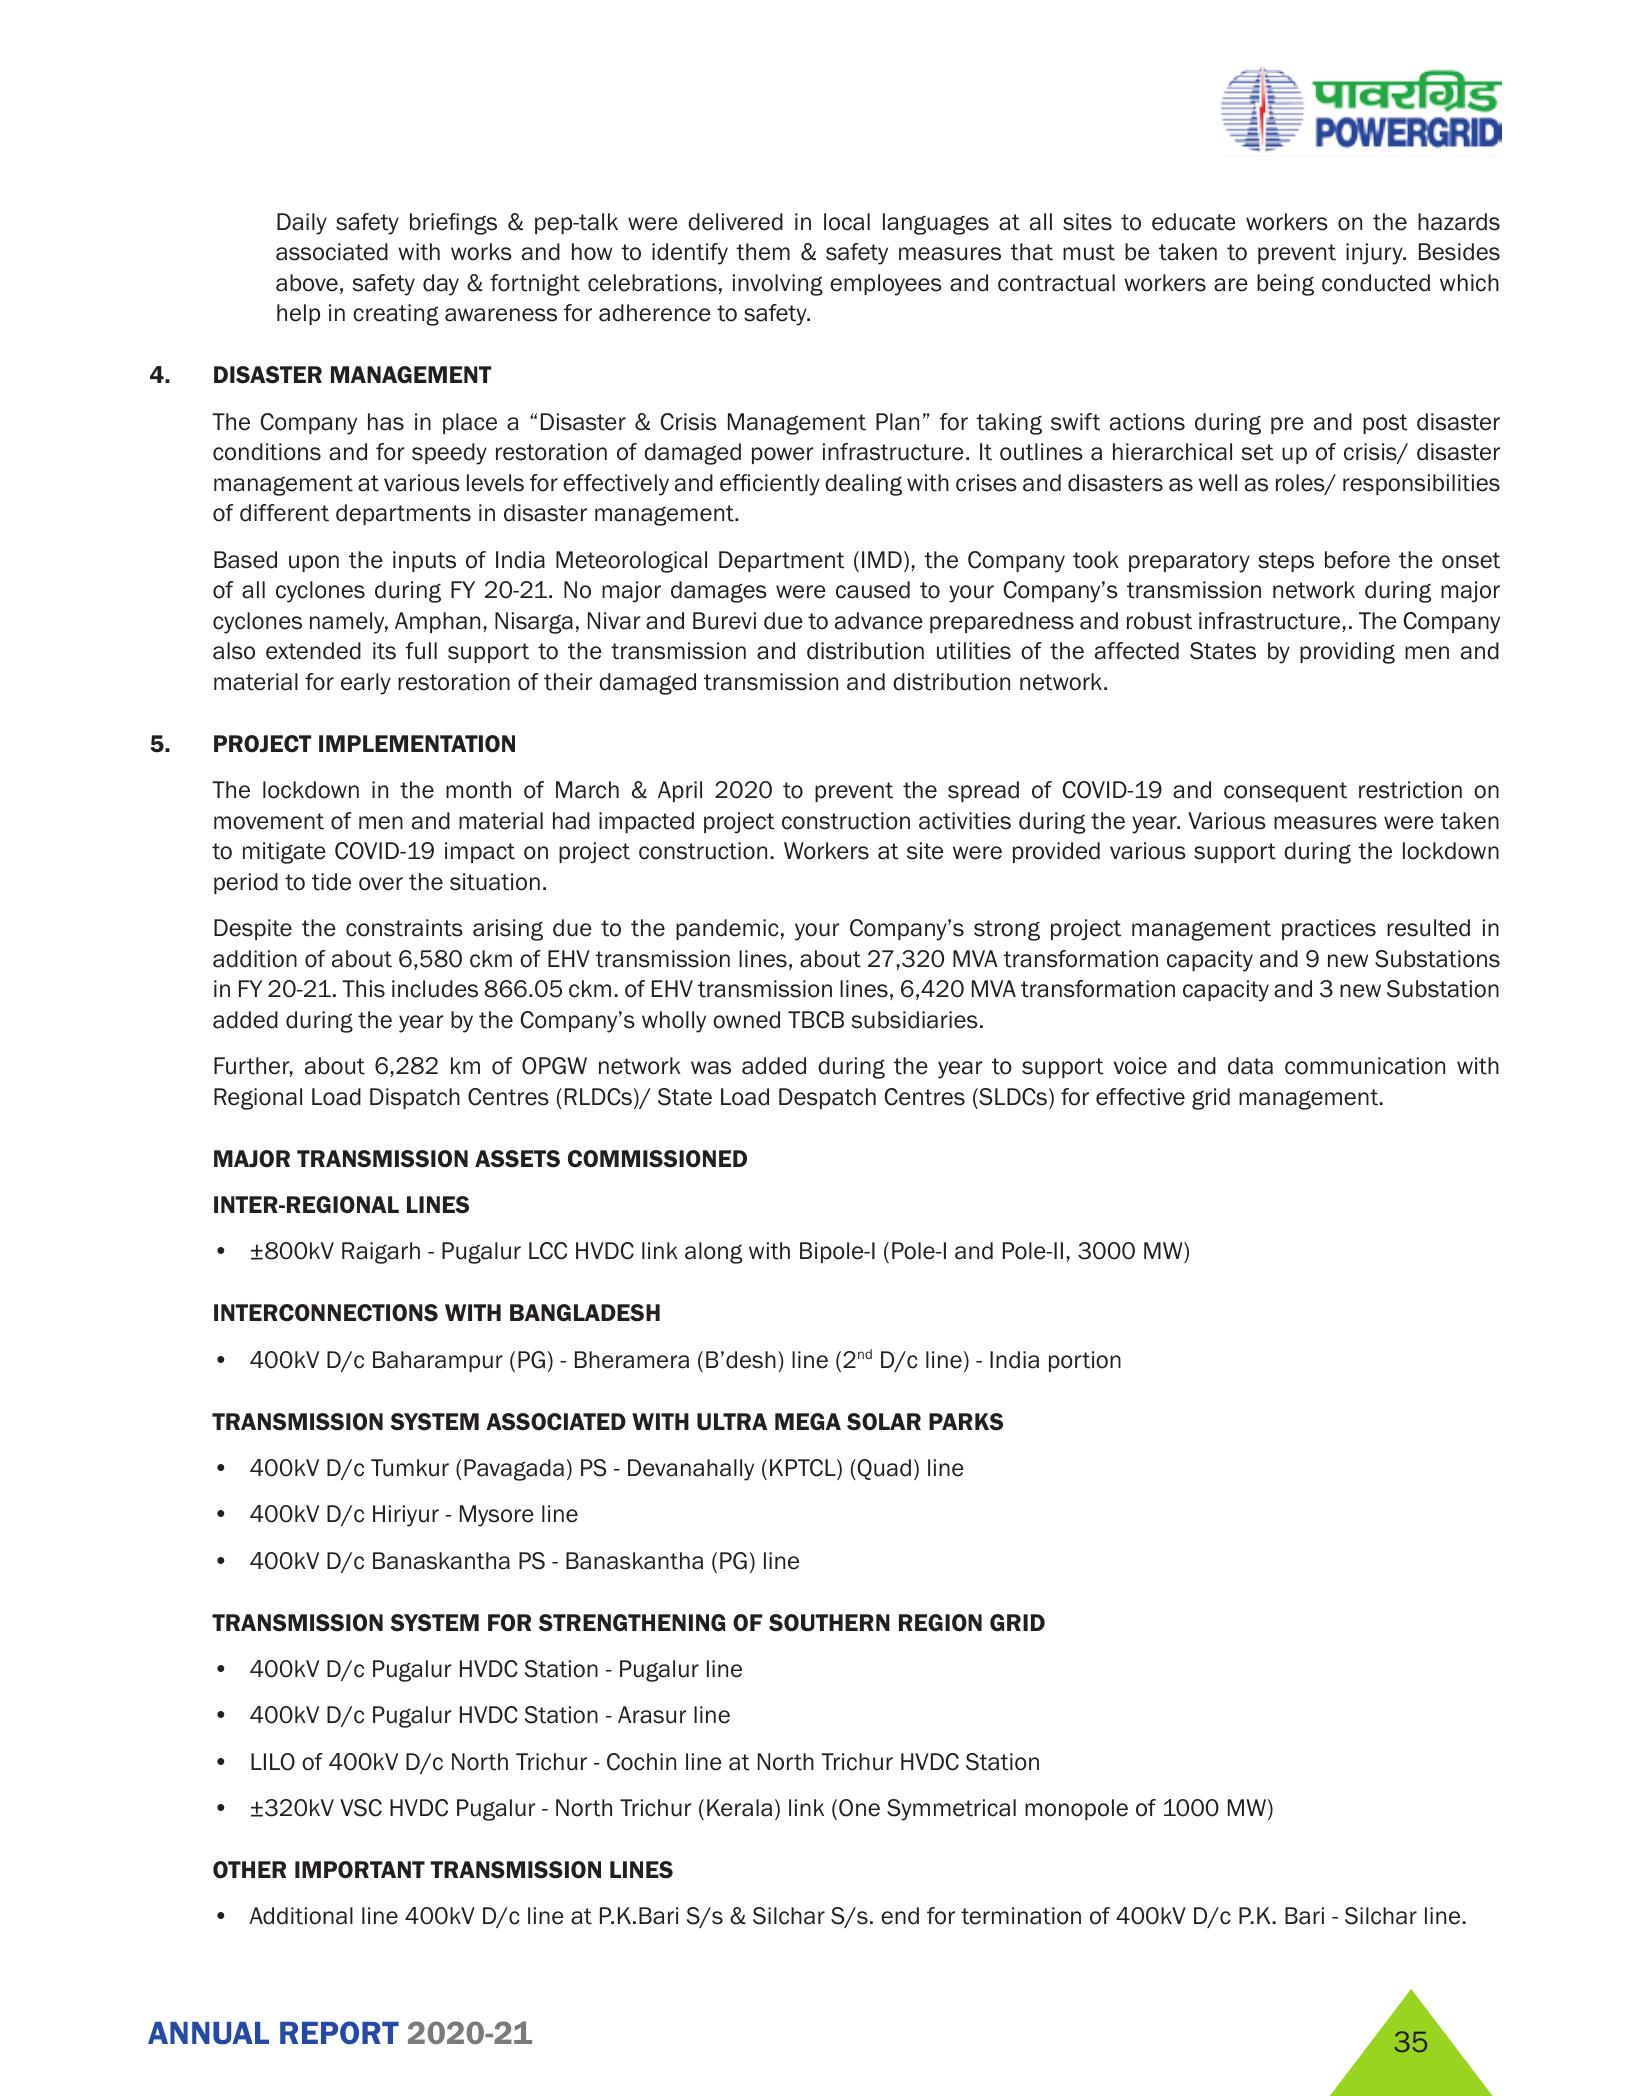 पावरग्रिड
POWERGRID
Daily safety briefings & pep-talk were delivered in local languages at all sites to educate workers on the hazards
associated with works and how to identify them & safety measures that must be taken to prevent injury. Besides
above, safety day & fortnight celebrations, involving employees and contractual workers are being conducted which
help in creating awareness for adherence to safety.
4. DISASTER MANAGEMENT
The Company has in place a “Disaster & Crisis Management Plan” for taking swift actions during pre and post disaster
conditions and for speedy restoration of damaged power infrastructure. It outlines a hierarchical set up of crisis/ disaster
management at various levels for effectively and efficiently dealing with crises and disasters as well as roles/ responsibilities
of different departments in disaster management.
Based upon the inputs of India Meteorological Department (IMD), the Company took preparatory steps before the onset
of all cyclones during FY 20-21. No major damages were caused to your Company’s transmission network during major
cyclones namely, Amphan, Nisarga, Nivar and Burevi due to advance preparedness and robust infrastructure,. The Company
also extended its full support to the transmission and distribution utilities of the affected States by providing men and
material for early restoration of their damaged transmission and distribution network.
5. PROJECT IMPLEMENTATION
The lockdown in the month of March & April 2020 to prevent the spread of COVID-19 and consequent restriction on
movement of men and material had impacted project construction activities during the year. Various measures were taken
to mitigate COVID-19 impact on project construction. Workers at site were provided various support during the lockdown
period to tide over the situation.
Despite the constraints arising due to the pandemic, your Company’s strong project management practices resulted in
addition of about 6,580 ckm of EHV transmission lines, about 27,320 MVA transformation capacity and 9 new Substations
in FY 20-21. This includes 866.05 ckm. of EHV transmission lines, 6,420 MVA transformation capacity and 3 new Substation
added during the year by the Company’s wholly owned TBCB subsidiaries.
Further, about 6,282 km of OPGW network was added during the year to support voice and data communication with
Regional Load Dispatch Centres (RLDCs)/ State Load Despatch Centres (SLDCs) for effective grid management.
MAJOR TRANSMISSION ASSETS COMMISSIONED
INTER-REGIONAL LINES
• ±800kV Raigarh - Pugalur LCC HVDC link along with Bipole-I (Pole-I and Pole-II, 3000 MW)
INTERCONNECTIONS WITH BANGLADESH
• 400kV D/c Baharampur (PG) - Bheramera (B’desh) line (2nd D/c line) - India portion
TRANSMISSION SYSTEM ASSOCIATED WITH ULTRA MEGA SOLAR PARKS
• 400kV D/c Tumkur (Pavagada) PS - Devanahally (KPTCL) (Quad) line
• 400kV D/c Hiriyur - Mysore line
• 400kV D/c Banaskantha PS - Banaskantha (PG) line
TRANSMISSION SYSTEM FOR STRENGTHENING OF SOUTHERN REGION GRID
• 400kV D/c Pugalur HVDC Station - Pugalur line
• 400kV D/c Pugalur HVDC Station - Arasur line
• LILO of 400kV D/c North Trichur - Cochin line at North Trichur HVDC Station
• ±320kV VSC HVDC Pugalur - North Trichur (Kerala) link (One Symmetrical monopole of 1000 MW)
OTHER IMPORTANT TRANSMISSION LINES
• Additional line 400kV D/c line at P.K.Bari S/s & Silchar S/s. end for termination of 400kV D/c P.K. Bari - Silchar line.
ANNUAL REPORT 2020-21
35